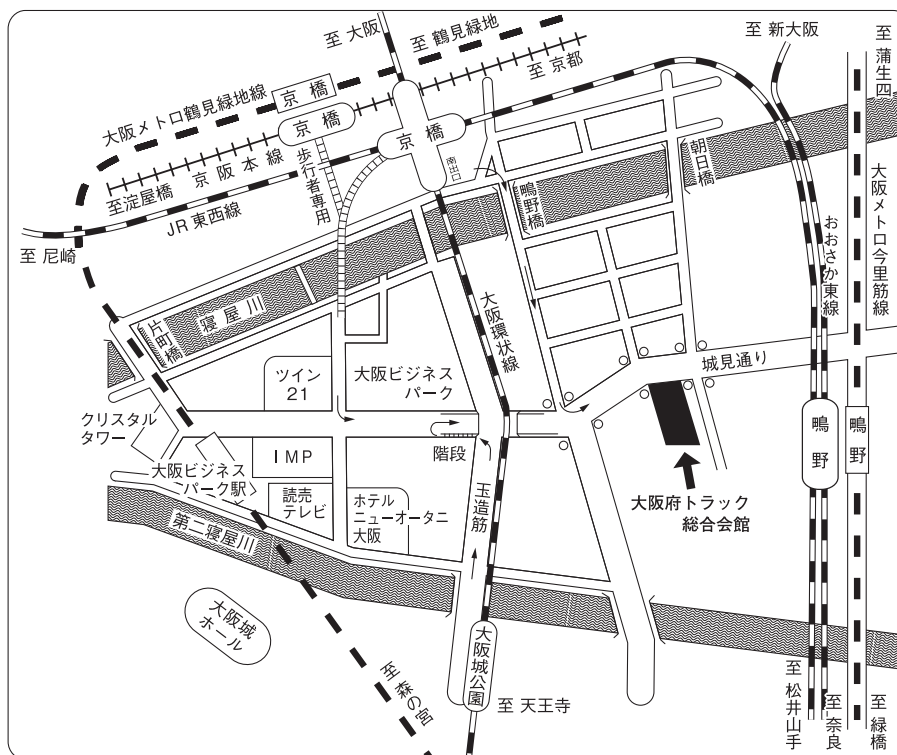 至 大阪
至 鶴見緑地
至 京都
至 新大阪
至 蒲生四
大阪メトロ鶴見緑地線
京橋
京橋
京橋
南出口
京阪本線
至淀屋橋
JR東西線
至 尼崎
歩行者専用
鴫野橋
朝日橋
おおさか東線
大阪メトロ今里筋線
寝屋川
片町橋
大阪環状線
城見通り
ツイン
21
大阪ビジネス
パーク
クリスタル
タワー
大阪ビジネス
パーク駅
IMP
階段
読売
テレビ
ホテル
ニューオータニ
大阪
玉造筋
鴫野
鴫野
大阪府トラック
総合会館
第二寝屋川
大阪城
ホール
至 森の宮
大阪城公園
至 天王寺
至 松井山手
至 奈良
至 緑橋